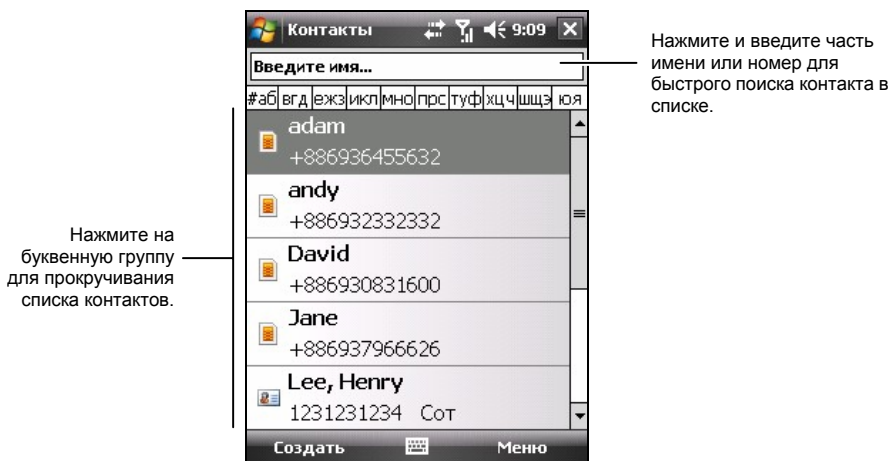 Контакты 9:09
Введите имя...
#аб вгд ежз икл мно прс туф хцч шщэ юя
adam
+886936455632
andy
+886932332332
David
+886930831600
Jane
+886937966626
Lee, Henry
1231231234 Сот
Создать Меню
Нажмите и введите часть
имени или номер для
быстрого поиска контакта в
списке.
Нажмите на
буквенную группу
для прокручивания
списка контактов.